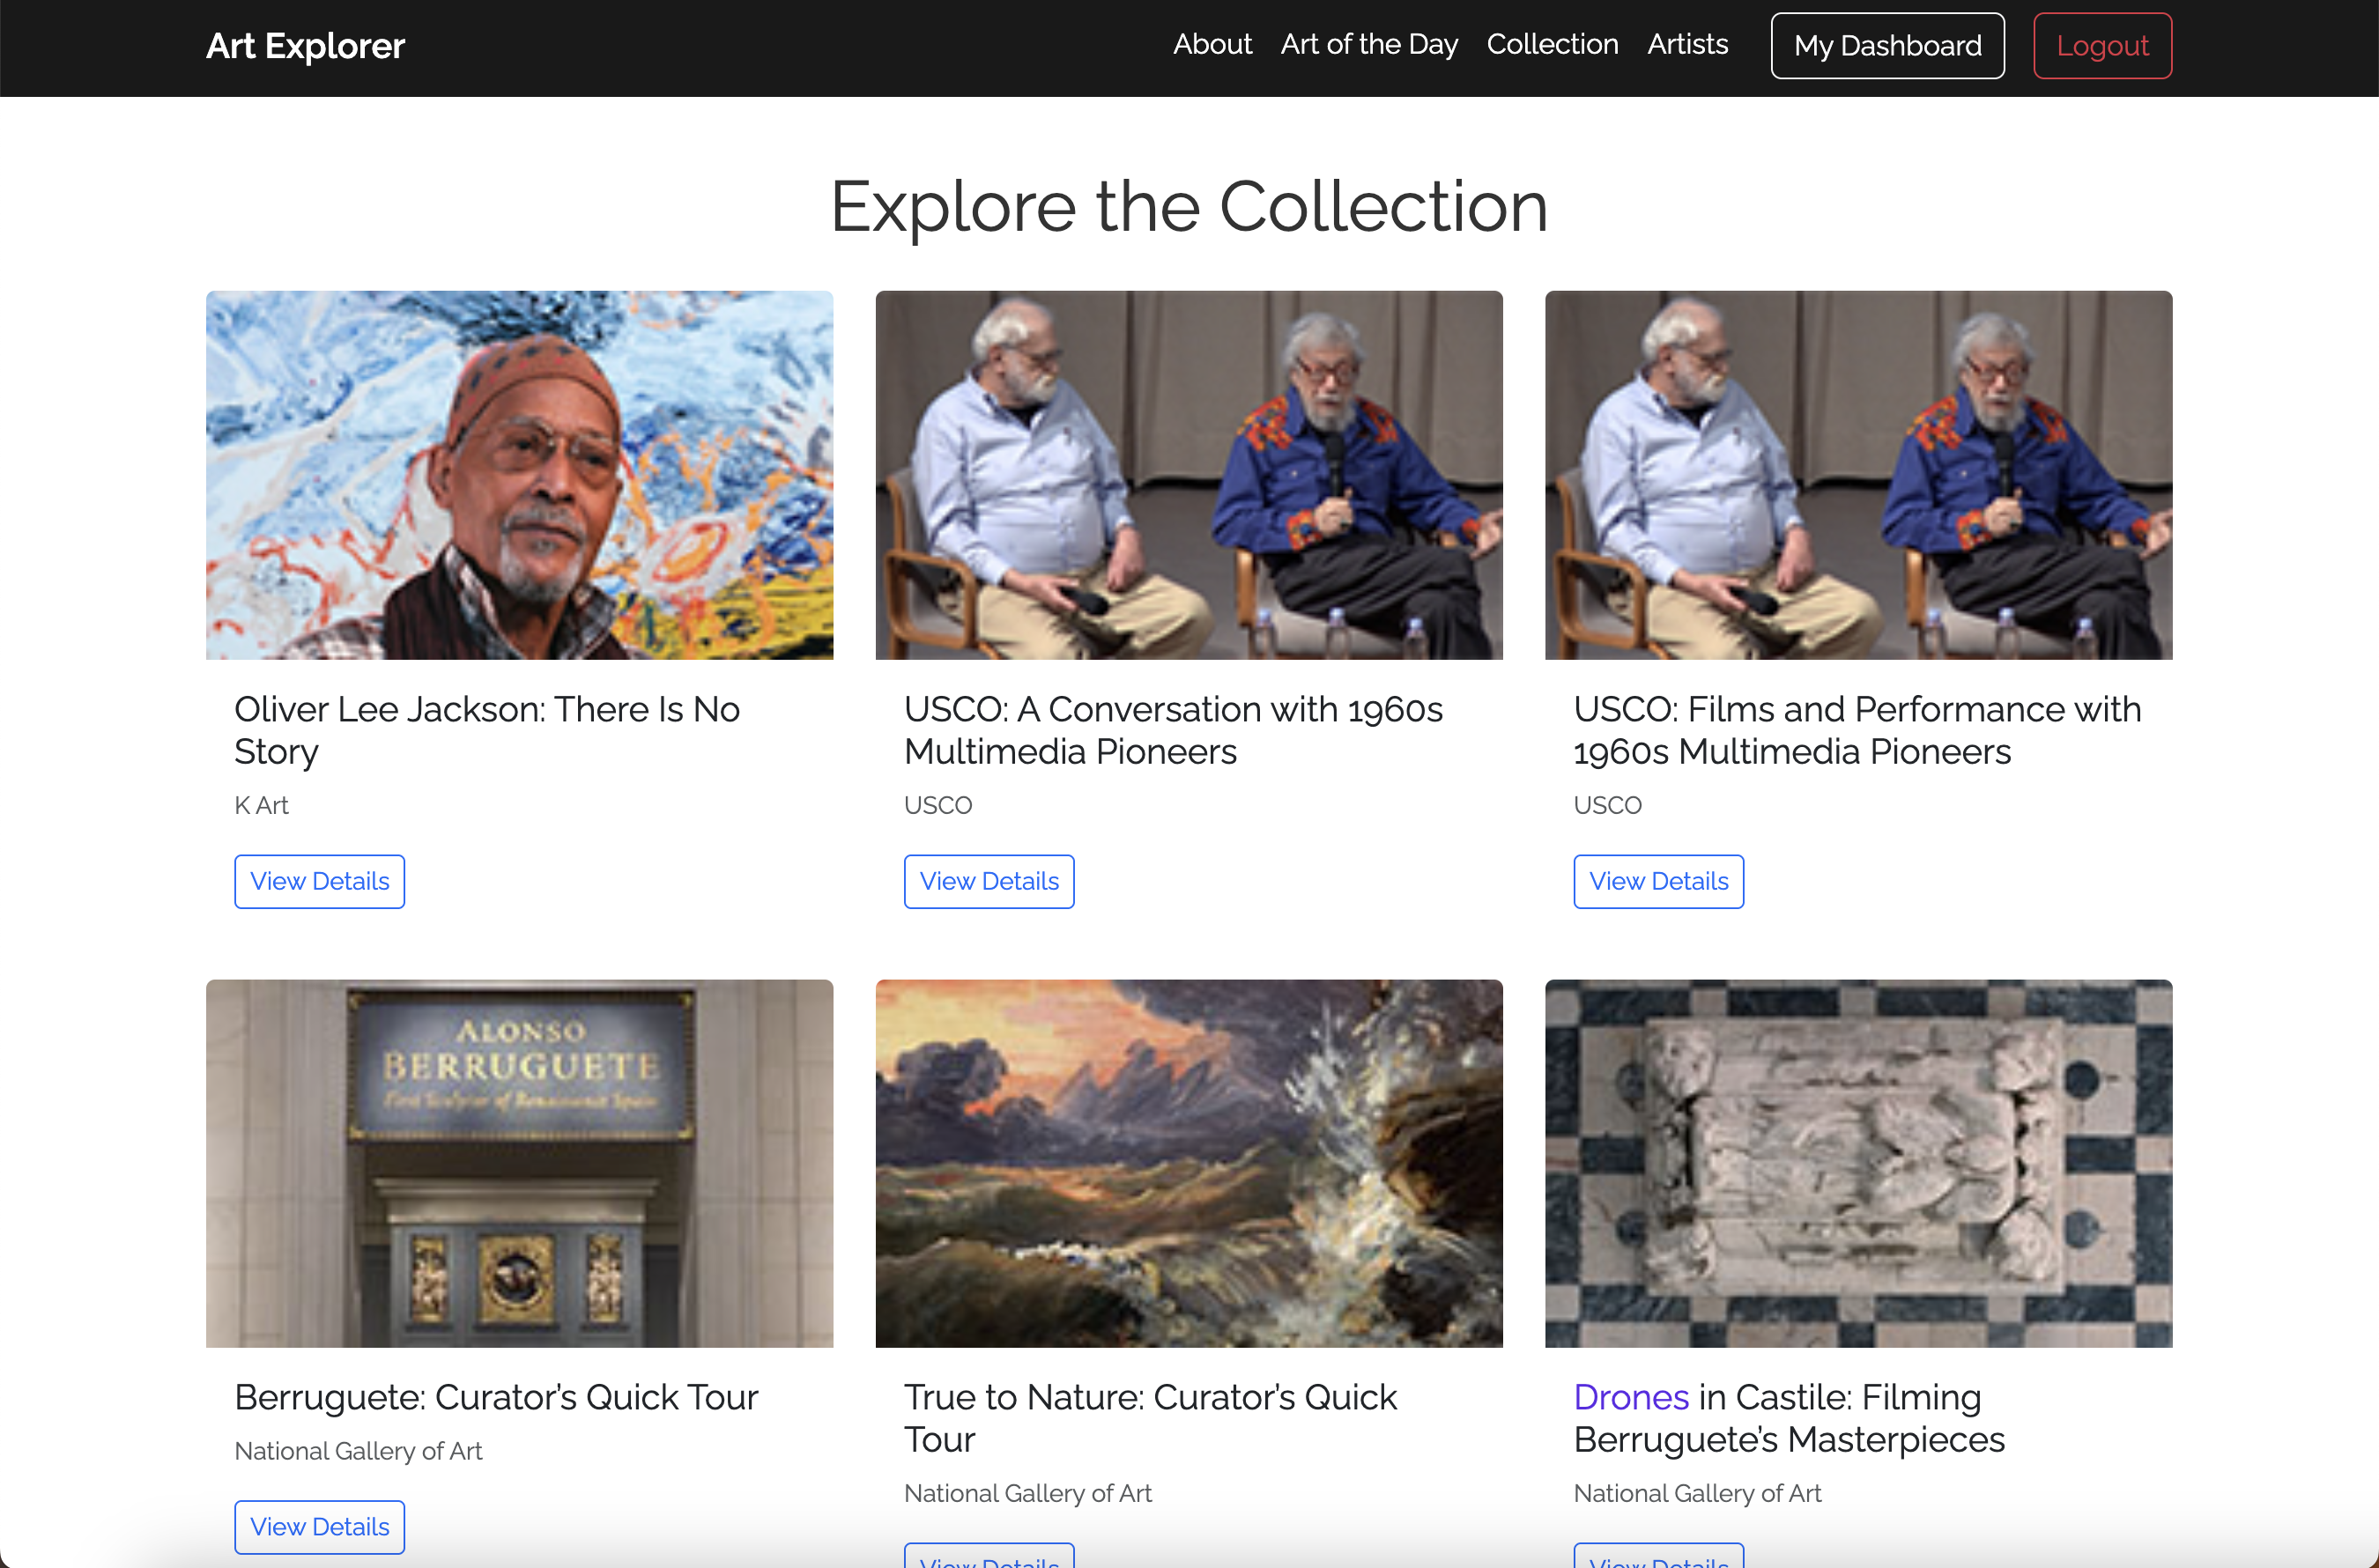 Art Explorer
About
Art of the Day
Collection
Artists
My Dashboard
Logout
Explore the Collection
Oliver Lee Jackson: There Is No
Story
K Art
View Details
USCO: A Conversation with 1960s
Multimedia Pioneers
USCO
View Details
USCO: Films and Performance with
1960s Multimedia Pioneers
USCO
View Details
ALONSO
BERRUGUETE
First Sculptor of Renaissance Spain
Berruguete: Curator’s Quick Tour
National Gallery of Art
View Details
True to Nature: Curator’s Quick
Tour
National Gallery of Art
View Details
Drones in Castile: Filming
Berruguete’s Masterpieces
National Gallery of Art
View Details